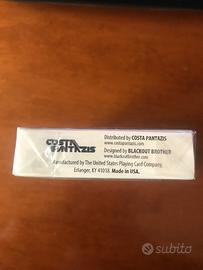 COSTA
PANTAZIS
Distributed by COSTA PANTAZIS
www.costapantazis.com
Designed by BLACKOUT BROTHER
www.blackoutbrother.com
Manufactured by The United States Playing Card Company,
Erlanger, KY 41018. Made in USA.
subito